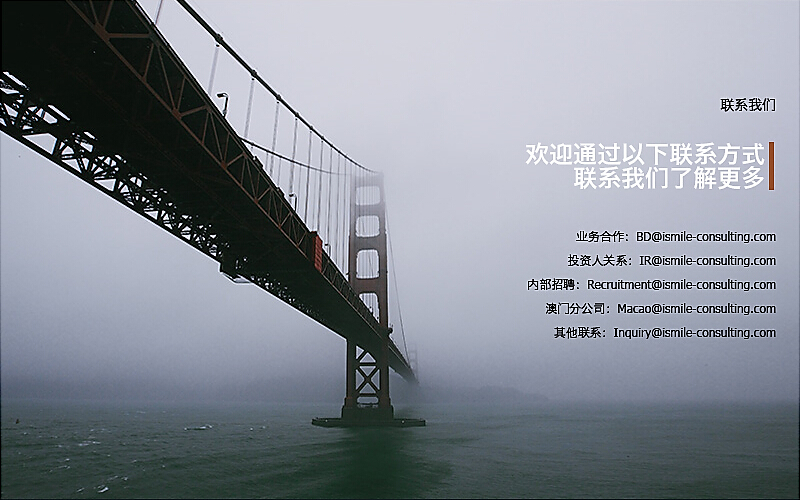 联系我们
欢迎通过以下联系方式
联系我们了解更多
业务合作：BD@ismile-consulting.com
投资人关系：IR@ismile-consulting.com
内部招聘：Recruitment@ismile-consulting.com
澳门分公司：Macao@ismile-consulting.com
其他联系：Inquiry@ismile-consulting.com